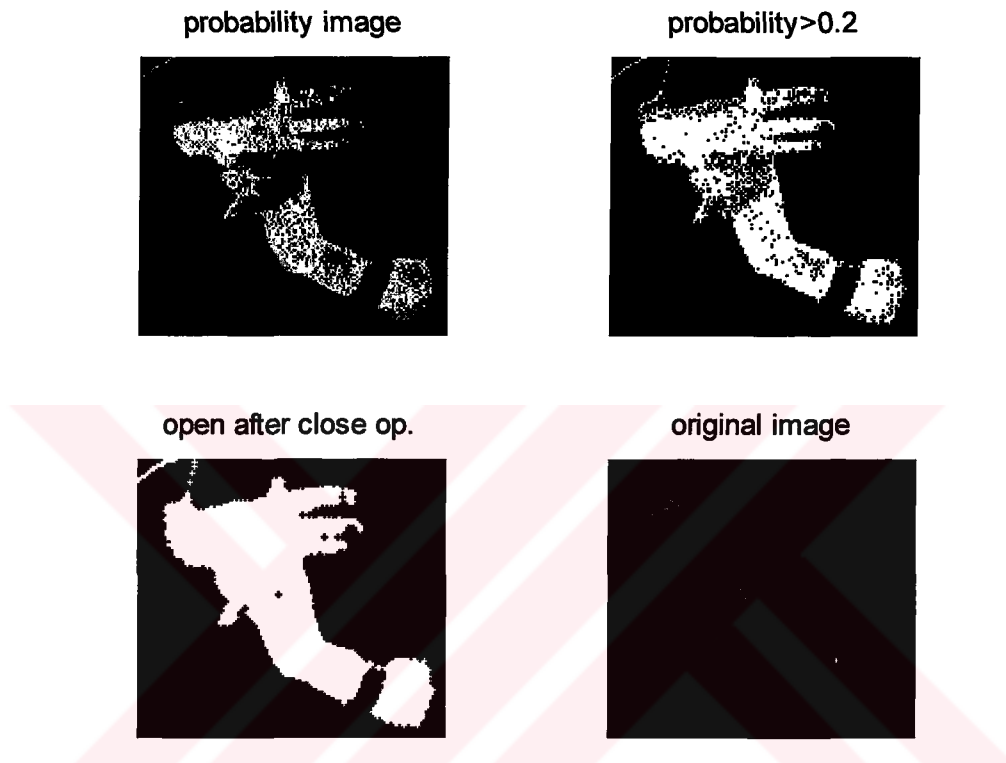 probability image
probability>0.2
open after close op.
original image